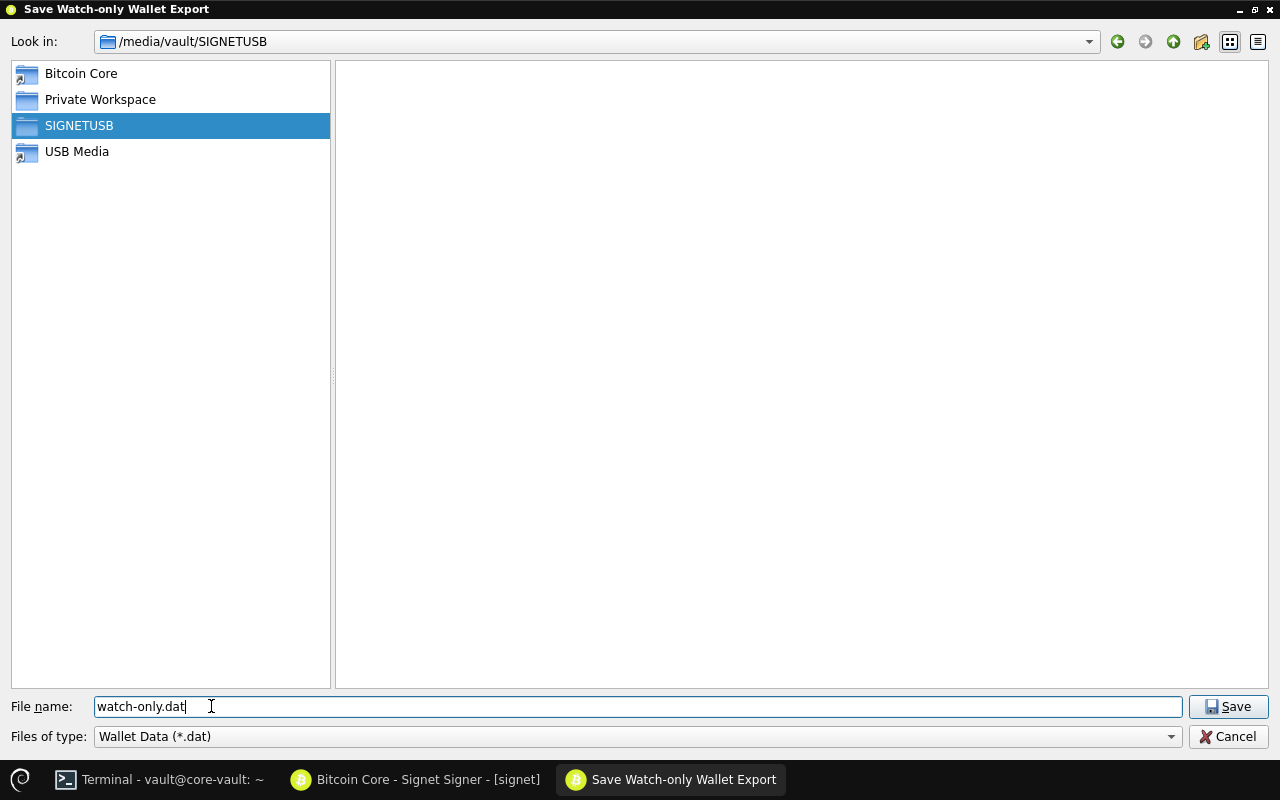 Save Watch-only Wallet Export
Look in:
/media/vault/SIGNETUSB
Bitcoin Core
Private Workspace
SIGNETUSB
USB Media
File name:
watch-only.dat
Save
Files of type:
Wallet Data (*.dat)
Cancel
Terminal - vault@core-vault: ~
Bitcoin Core - Signet Signer - [signet]
Save Watch-only Wallet Export